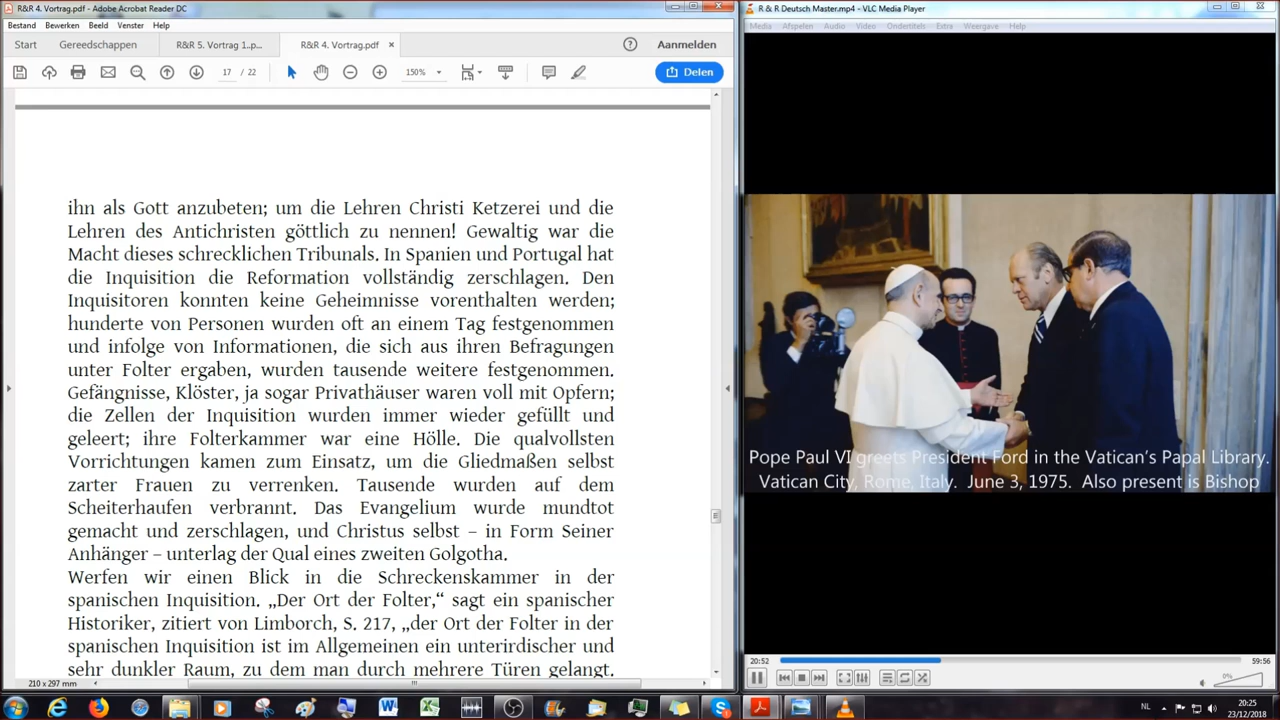 R&R 4. Vortrag.pdf - Adobe Acrobat Reader DC
Bestand Bewerken Beeld Venster Help
Start Gereedschappen R&R 5. Vortrag 1..p... R&R 4. Vortrag.pdf × Aanmelden
17 / 22 150% Delen
ihn als Gott anzubeten; um die Lehren Christi Ketzerei und die
Lehren des Antichristen göttlich zu nennen! Gewaltig war die
Macht dieses schrecklichen Tribunals. In Spanien und Portugal hat
die Inquisition die Reformation vollständig zerschlagen. Den
Inquisitoren konnten keine Geheimnisse vorenthalten werden;
hunderte von Personen wurden oft an einem Tag festgenommen
und infolge von Informationen, die sich aus ihren Befragungen
unter Folter ergaben, wurden tausende weitere festgenommen.
Gefängnisse, Klöster, ja sogar Privathäuser waren voll mit Opfern;
die Zellen der Inquisition wurden immer wieder gefüllt und
geleert; ihre Folterkammer war eine Hölle. Die qualvollsten
Vorrichtungen kamen zum Einsatz, um die Gliedmaßen selbst
zarter Frauen zu verrenkın. Tausende wurden auf dem
Scheiterhaufen verbrannt. Das Evangelium wurde mundtot
gemacht und zerschlagen, und Christus selbst – in Form Seiner
Anhänger – unterlag der Qual eines zweiten Golgotha.
Werfen wir einen Blick in die Schreckenskammer in der
spanischen Inquisition. „Der Ort der Folter,“ sagt ein spanischer
Historiker, zitiert von Limborch, S. 217, „der Ort der Folter in der
spanischen Inquisition ist im Allgemeinen ein unterirdischer und
sehr dunkler Raum, zu dem man durch mehrere Türen gelangt.
210 x 297 mm
R & R Deutsch Master.mp4 - VLC Media Player
Media Afspelen Audio Video Ondertitels Extra Weergave Help
Pope Paul VI greets President Ford in the Vatican’s Papal Library.
Vatican City, Rome, Italy. June 3, 1975. Also present is Bishop
20:52 59:56
0%
NL 20:25
23/12/2018